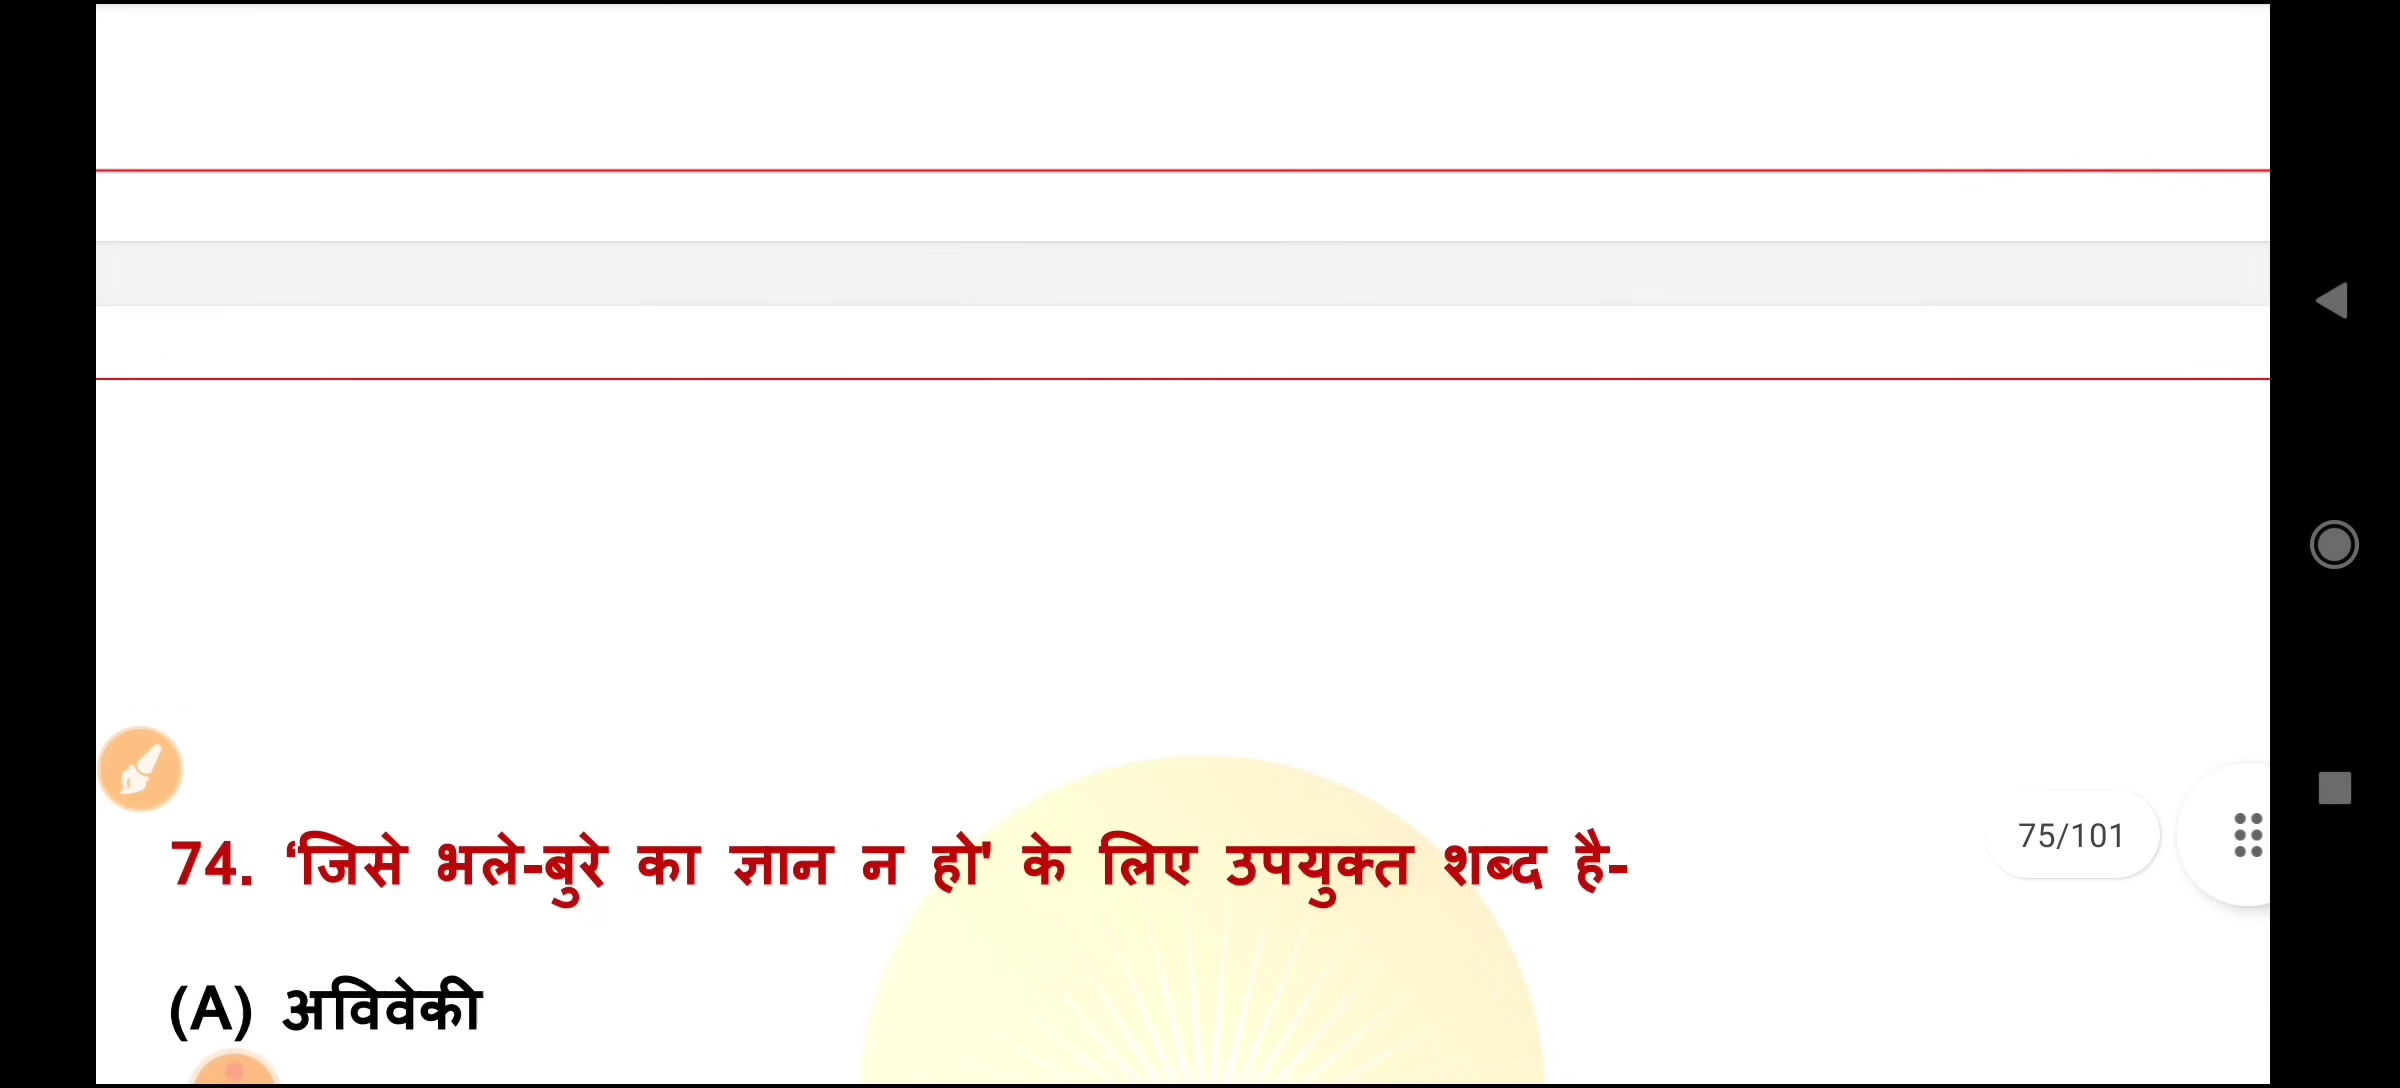 74. ‘जिसे भले-बुरे का ज्ञान न हो' के लिए उपयुक्त शब्द है-
75/101
(A) अविवेकी